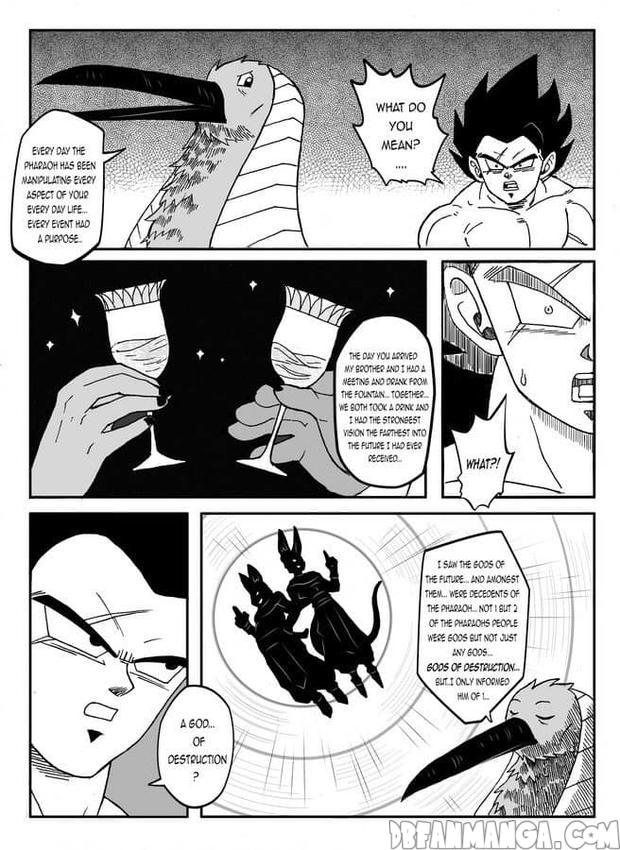 EVERY DAY THE
PHARAOH HAS BEEN
MANIPULATING EVERY
ASPECT OF YOUR
EVERY DAY LIFE...
EVERY EVENT HAD
A PURPOSE..
WHAT DO
YOU
MEAN?
....
THE DAY YOU ARRIVED
MY BROTHER AND I HAD A
MEETING AND DRANK FROM
THE FOUNTAIN... TOGETHER...
WE BOTH TOOK A DRINK AND
I HAD THE STRONGEST
VISION THE FARTHEST INTO
THE FUTURE I HAD EVER
RECEIVED...
WHAT?!
A GOD...
OF
DESTRUCTION
?
I SAW THE GODS OF
THE FUTURE... AND AMONGST
THEM... WERE DECEDENTS OF
THE PHARAOH... NOT 1 BUT 2
OF THE PHARAOHS PEOPLE
WERE GODS BUT NOT JUST
ANY GODS...
GODS OF DESTRUCTION...
BUT..I ONLY INFORMED
HIM OF 1...
DBFANMANGA.COM